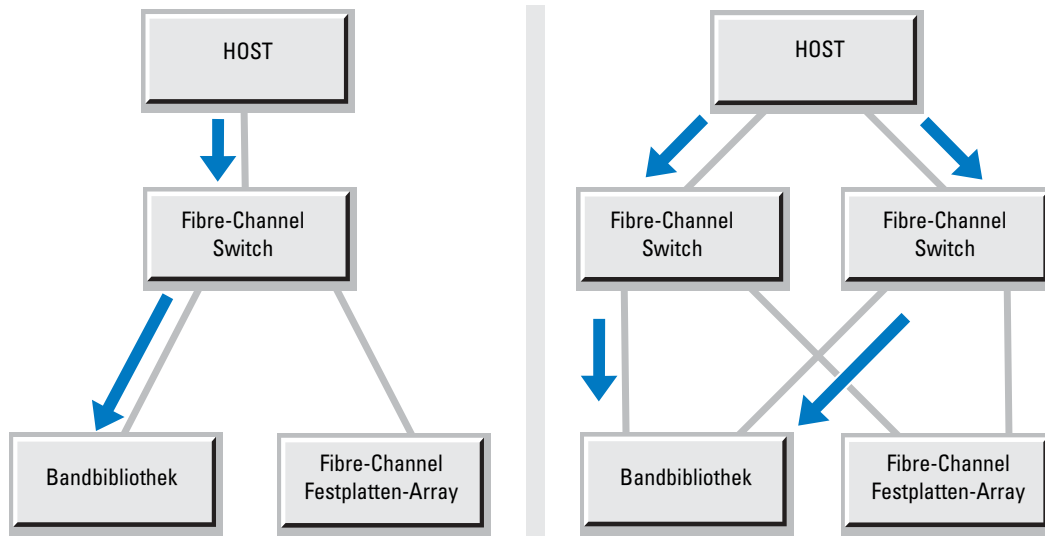 HOST
Fibre-Channel
Switch
Bandbibliothek
Fibre-Channel
Festplatten-Array
HOST
Fibre-Channel
Switch
Fibre-Channel
Switch
Bandbibliothek
Fibre-Channel
Festplatten-Array